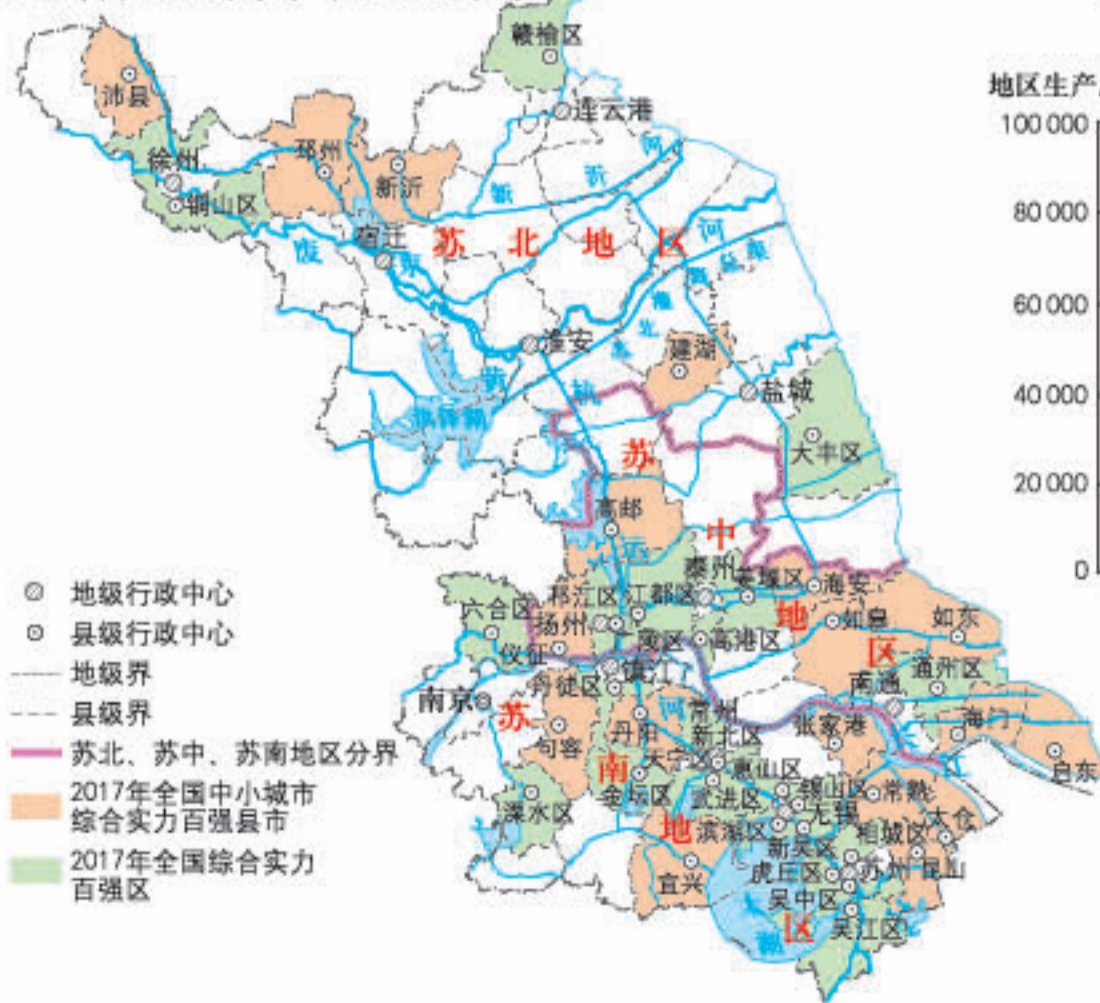 赣榆区
连云港
沛县
徐州
铜山区
邳州
新沂
新
沂
河
宿迁
废
苏北地区
河
淮安
黄
建湖
盐城
杭
大丰区
苏
中
地
区
高邮
泰州
海安
邗江区
江都区
六合区
扬州
仪征
高港区
如皋
如东
通州区
南通
海门
启东
镇江
丹徒区
南京
苏
南
地
区
句容
丹阳
河
常州
新北区
张家港
天宁区
惠山区
金坛区
武进区
锡山区
常熟
无锡
溧水区
滨湖区
相城区
太仓
新吴区
宜兴
虎丘区
苏州
昆山
吴中区
吴江区
江
地级行政中心
县级行政中心
地级界
县级界
苏北、苏中、苏南地区分界
2017年全国中小城市
综合实力百强县市
2017年全国综合实力
百强区
地区生产
100 000
80 000
60 000
40 000
20 000
0